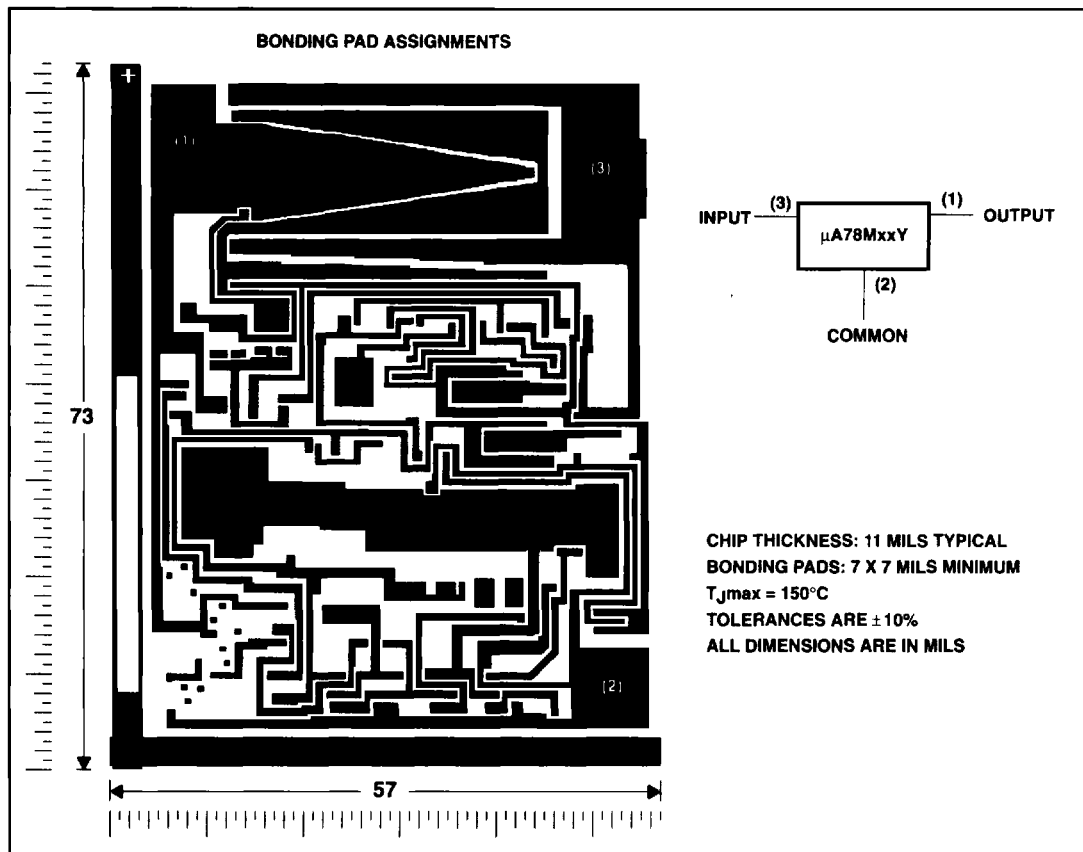 BONDING PAD ASSIGNMENTS
+
(1)
(3)
73
(2)
57
INPUT
(3)
µA78MxxY
(1)
OUTPUT
(2)
COMMON
CHIP THICKNESS: 11 MILS TYPICAL
BONDING PADS: 7 X 7 MILS MINIMUM
TJmax = 150°C
TOLERANCES ARE ±10%
ALL DIMENSIONS ARE IN MILS